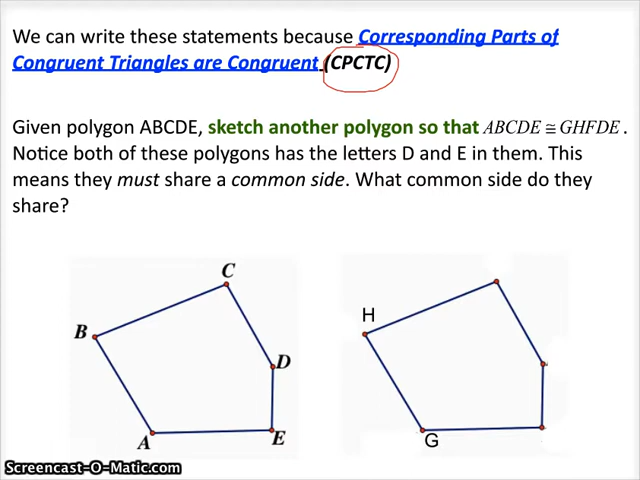 We can write these statements because Corresponding Parts of
Congruent Triangles are Congruent (CPCTC)
Given polygon ABCDE, sketch another polygon so that ABCDE ≅ GHFDE.
Notice both of these polygons has the letters D and E in them. This
means they must share a common side. What common side do they
share?
C
B
D
A
E
H
G
Screencast-O-Matic.com